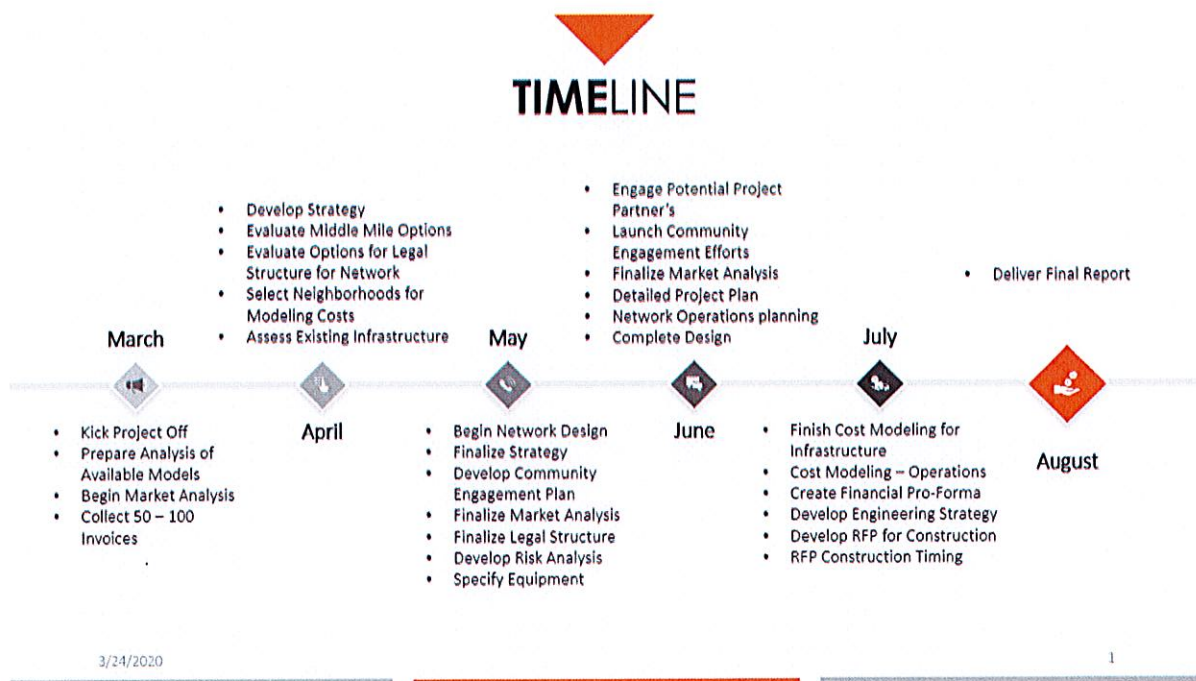 TIMELINE
March
• Kick Project Off
• Prepare Analysis of
Available Models
• Begin Market Analysis
• Collect 50 – 100
Invoices
• Develop Strategy
• Evaluate Middle Mile Options
• Evaluate Options for Legal
Structure for Network
• Select Neighborhoods for
Modeling Costs
• Assess Existing Infrastructure
April
May
• Begin Network Design
• Finalize Strategy
• Develop Community
Engagement Plan
• Finalize Market Analysis
• Finalize Legal Structure
• Develop Risk Analysis
• Specify Equipment
• Engage Potential Project
Partner's
• Launch Community
Engagement Efforts
• Finalize Market Analysis
• Detailed Project Plan
• Network Operations planning
• Complete Design
June
July
• Finish Cost Modeling for
Infrastructure
• Cost Modeling – Operations
• Create Financial Pro-Forma
• Develop Engineering Strategy
• Develop RFP for Construction
• RFP Construction Timing
• Deliver Final Report
August
3/24/2020
1